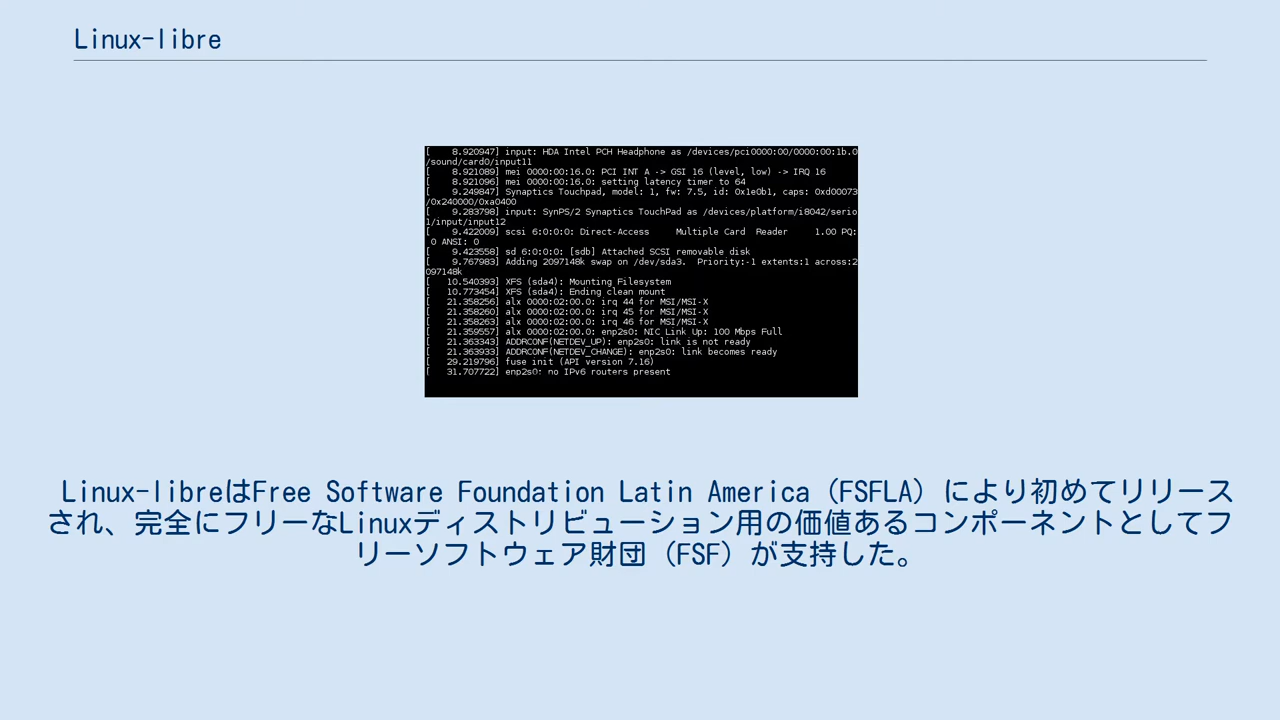 Linux-libre
[    8.920947] input: HDA Intel PCH Headphone as /devices/pci0000:00/0000:00:1b.0
/sound/card0/input11
[    8.921089] mei 0000:00:16.0: PCI INT A -> GSI 16 (level, low) -> IRQ 16
[    8.921096] mei 0000:00:16.0: setting latency timer to 64
[    9.249847] Synaptics Touchpad, model: 1, fw: 7.5, id: 0x1e0b1, caps: 0xd00073
/0x240000/0xa0400
[    9.283798] input: SynPS/2 Synaptics TouchPad as /devices/platform/i8042/serio
1/input/input12
[    9.422009] scsi 6:0:0:0: Direct-Access     Multiple Card  Reader     1.00 PQ:
 0 ANSI: 0
[    9.423558] sd 6:0:0:0: [sdb] Attached SCSI removable disk
[    9.767983] Adding 2097148k swap on /dev/sda3.  Priority:-1 extents:1 across:2
097148k
[   10.540393] XFS (sda4): Mounting Filesystem
[   10.773454] XFS (sda4): Ending clean mount
[   21.358256] alx 0000:02:00.0: irq 44 for MSI/MSI-X
[   21.358260] alx 0000:02:00.0: irq 45 for MSI/MSI-X
[   21.358263] alx 0000:02:00.0: irq 46 for MSI/MSI-X
[   21.359557] alx 0000:02:00.0: enp2s0: NIC Link Up: 100 Mbps Full
[   21.363343] ADDRCONF(NETDEV_UP): enp2s0: link is not ready
[   21.363933] ADDRCONF(NETDEV_CHANGE): enp2s0: link becomes ready
[   29.219796] fuse init (API version 7.16)
[   31.707722] enp2s0: no IPv6 routers present
Linux-libreはFree Software Foundation Latin America（FSFLA）により初めてリリース
され、完全にフリーなLinuxディストリビューション用の価値あるコンポーネントとしてフ
リーソフトウェア財団（FSF）が支持した。